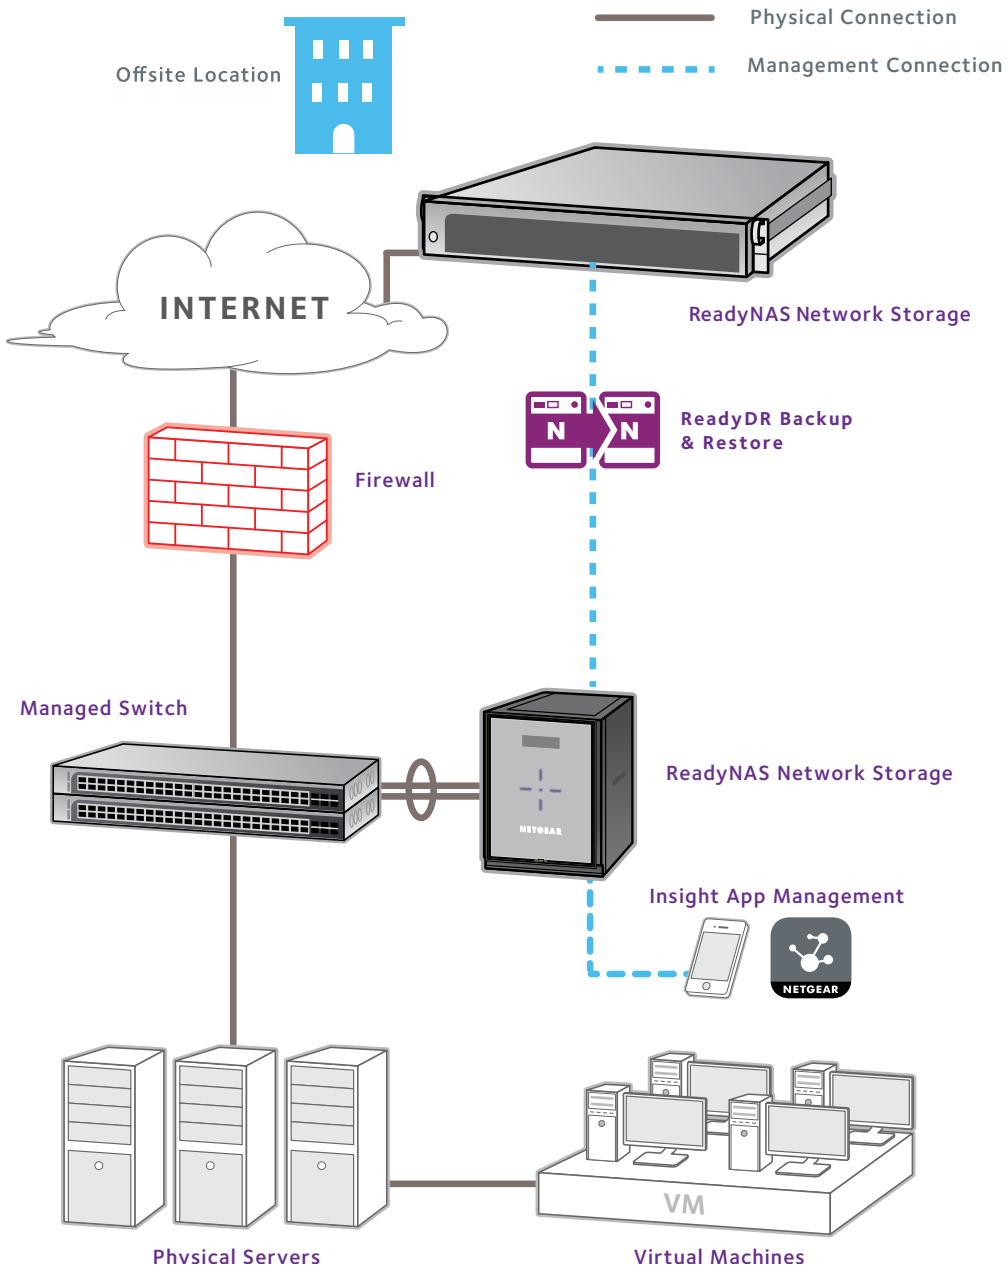 Physical Connection
Offsite Location
Management Connection
INTERNET
ReadyNAS Network Storage
N N
ReadyDR Backup
& Restore
Firewall
Managed Switch
ReadyNAS Network Storage
NETGEAR
Insight App Management
NETGEAR
VM
Physical Servers
Virtual Machines